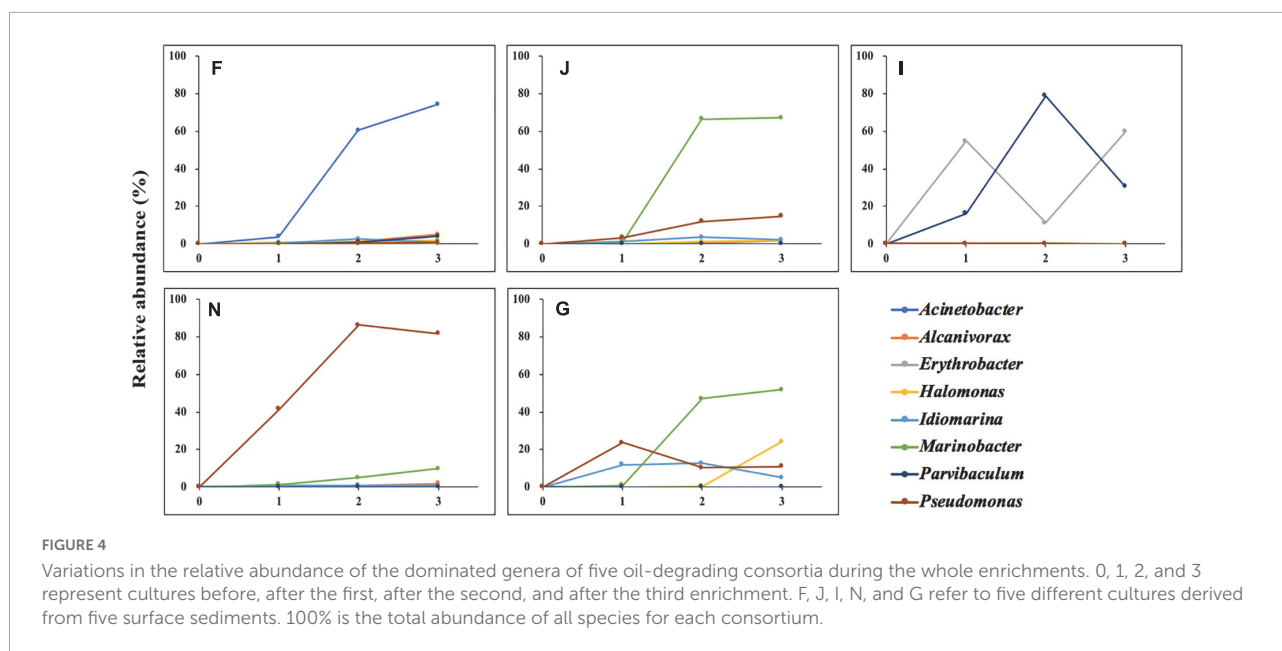 Relative abundance (%)
F
100
80
60
40
20
0
0 1 2 3
J
100
80
60
40
20
0
0 1 2 3
I
100
80
60
40
20
0
0 1 2 3
N
100
80
60
40
20
0
0 1 2 3
G
100
80
60
40
20
0
0 1 2 3
Acinetobacter
Alcanivorax
Erythrobacter
Halomonas
Idiomarina
Marinobacter
Parvibaculum
Pseudomonas
FIGURE 4
Variations in the relative abundance of the dominated genera of five oil-degrading consortia during the whole enrichments. 0, 1, 2, and 3
represent cultures before, after the first, after the second, and after the third enrichment. F, J, I, N, and G refer to five different cultures derived
from five surface sediments. 100% is the total abundance of all species for each consortium.